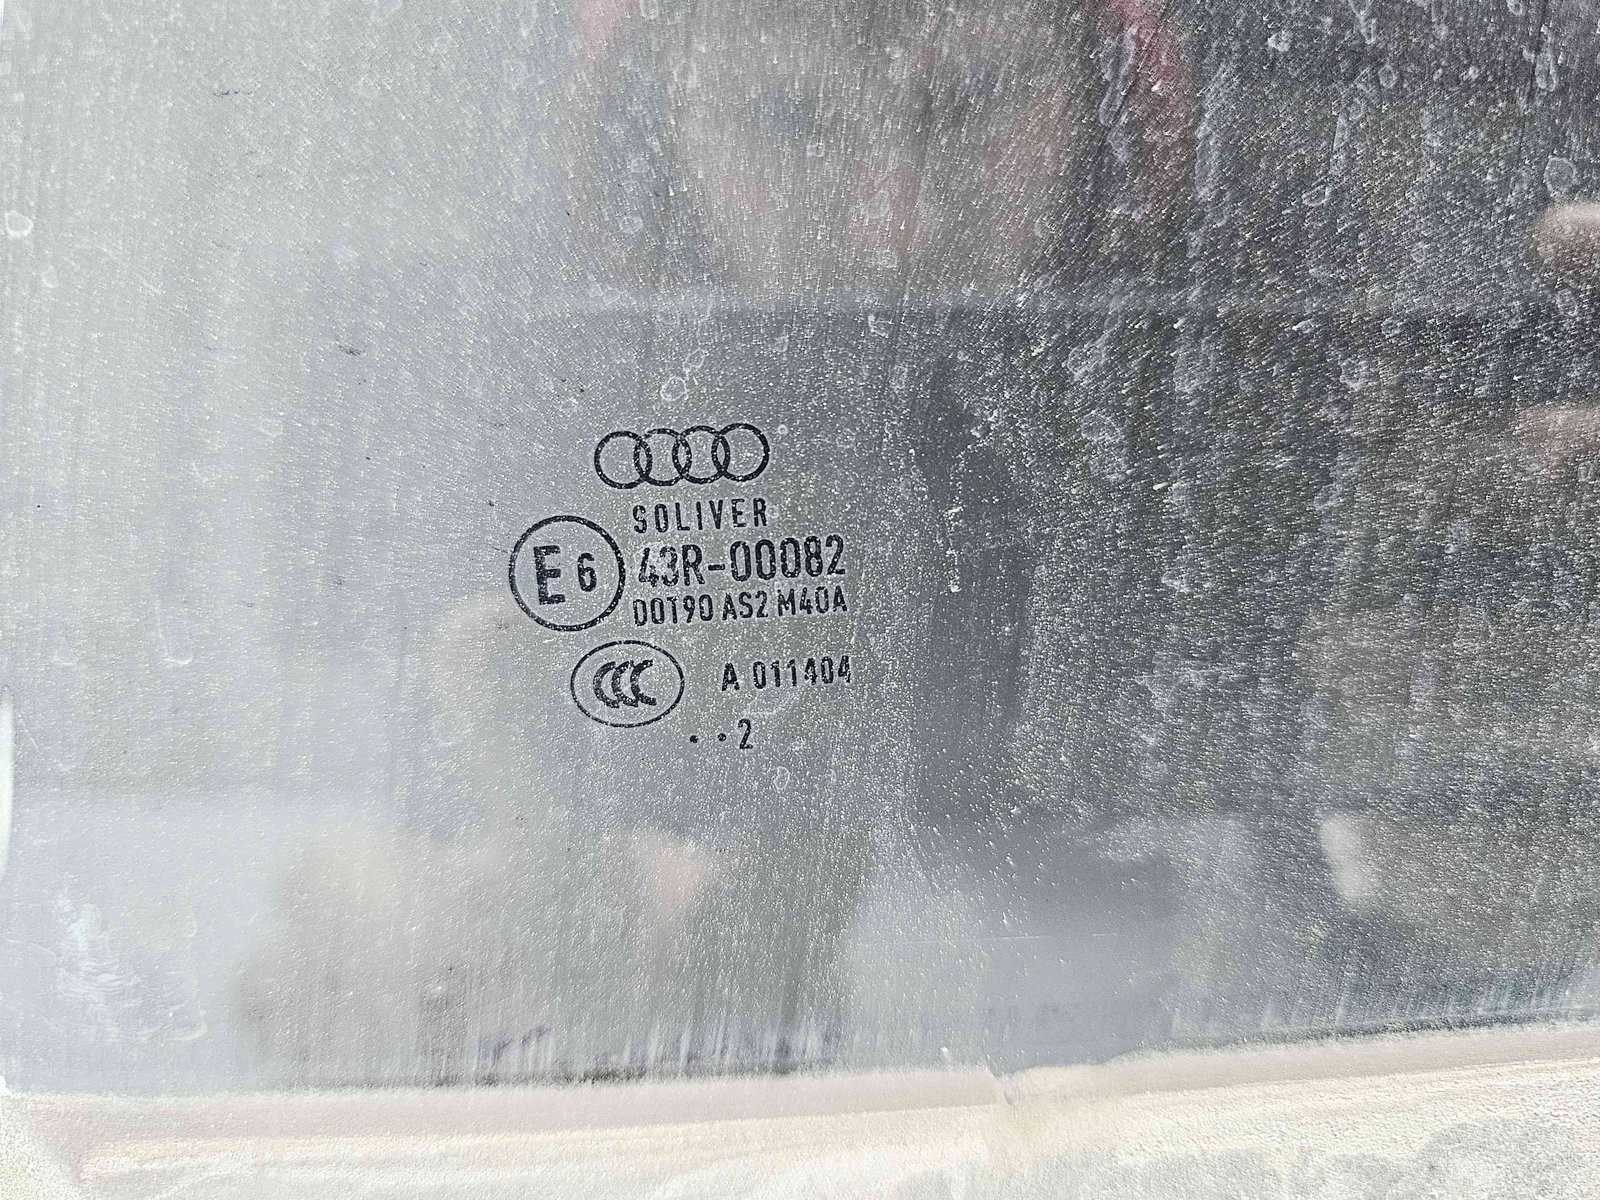 SOLIVER
E6 43R-00082
DOT90 AS2 M40A
CCC A 011404
..2